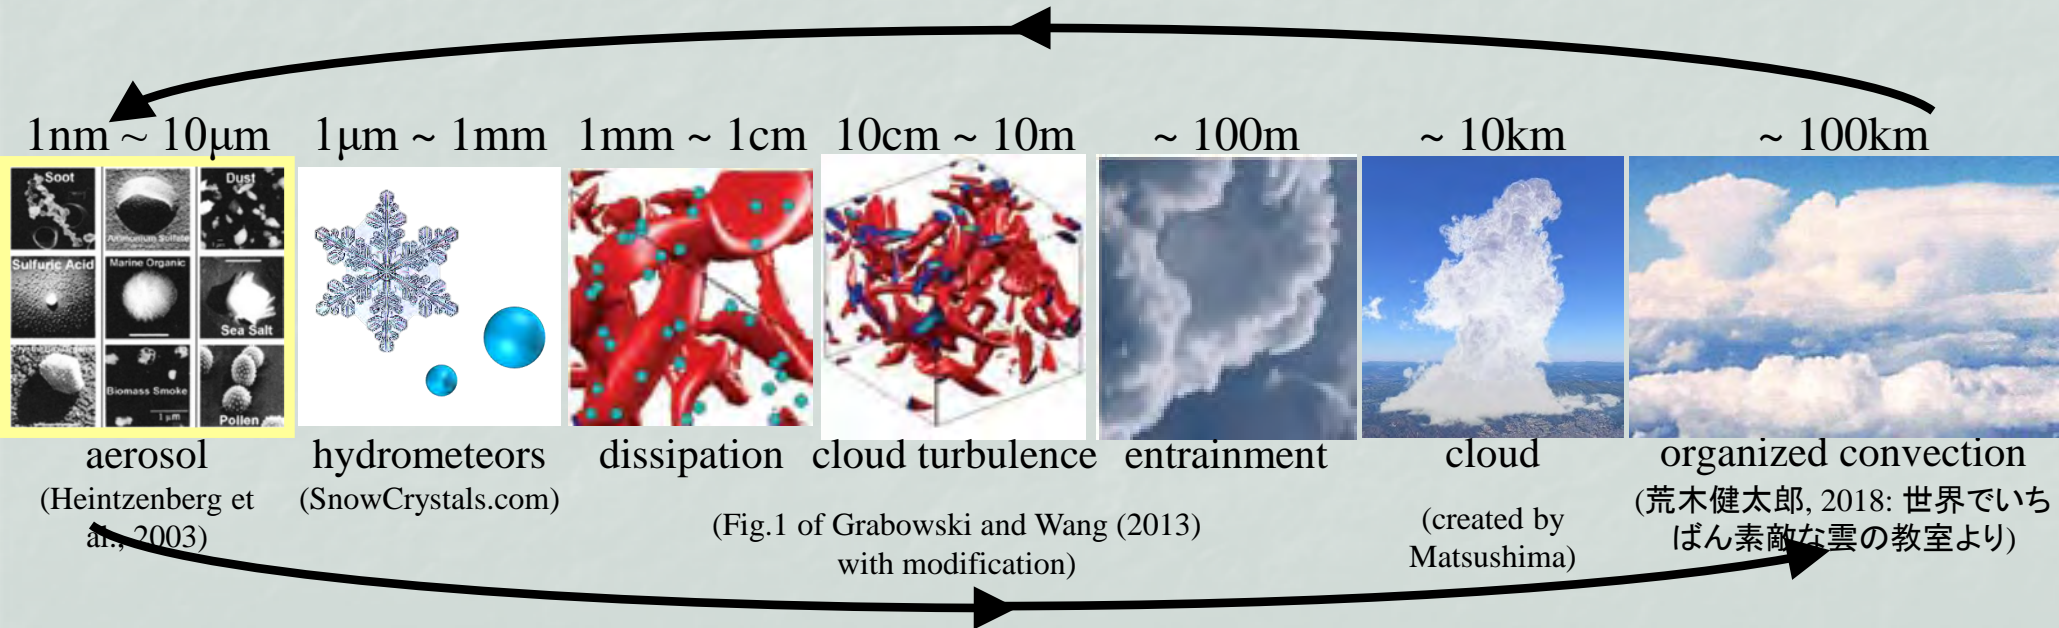 1nm ~ 10μm
1μm ~ 1mm
1mm ~ 1cm
10cm ~ 10m
~ 100m
~ 10km
~ 100km
Soot
Ammonium Sulfate
Dust
Sulfuric Acid
Marine Organic
Sea Salt
Biomass Smoke
1 μm
Pollen
aerosol
(Heintzenberg et
al., 2003)
hydrometeors
(SnowCrystals.com)
dissipation
cloud turbulence
entrainment
(Fig.1 of Grabowski and Wang (2013)
with modification)
cloud
(created by
Matsushima)
organized convection
(荒木健太郎, 2018: 世界でいち
ばん素敵な雲の教室より)